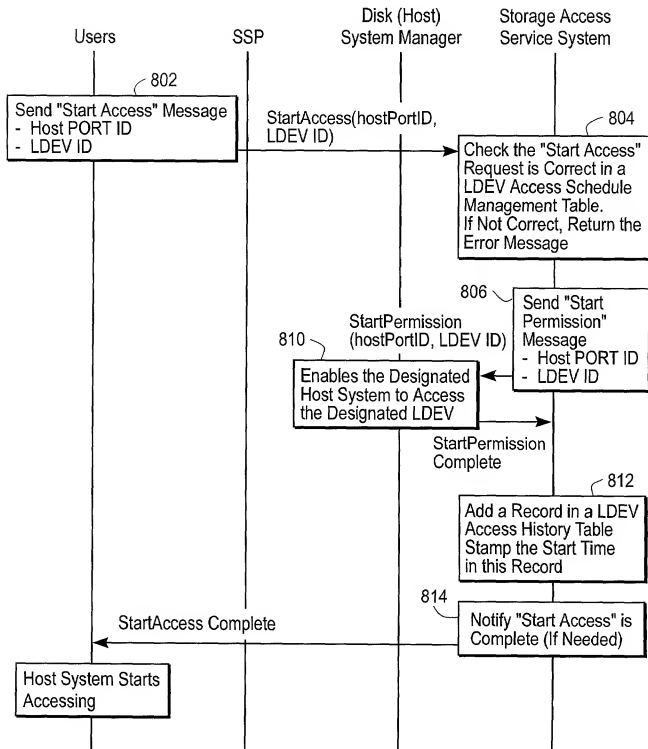 Users
SSP
Disk (Host)
System Manager
Storage Access
Service System
802
Send "Start Access" Message
- Host PORT ID
- LDEV ID
StartAccess(hostPortID,
LDEV ID)
804
Check the "Start Access"
Request is Correct in a
LDEV Access Schedule
Management Table.
If Not Correct, Return the
Error Message
806
Send "Start
Permission"
Message
- Host PORT ID
- LDEV ID
StartPermission
(hostPortID, LDEV ID)
810
Enables the Designated
Host System to Access
the Designated LDEV
StartPermission
Complete
812
Add a Record in a LDEV
Access History Table
Stamp the Start Time
in this Record
814
Notify "Start Access" is
Complete (If Needed)
StartAccess Complete
Host System Starts
Accessing